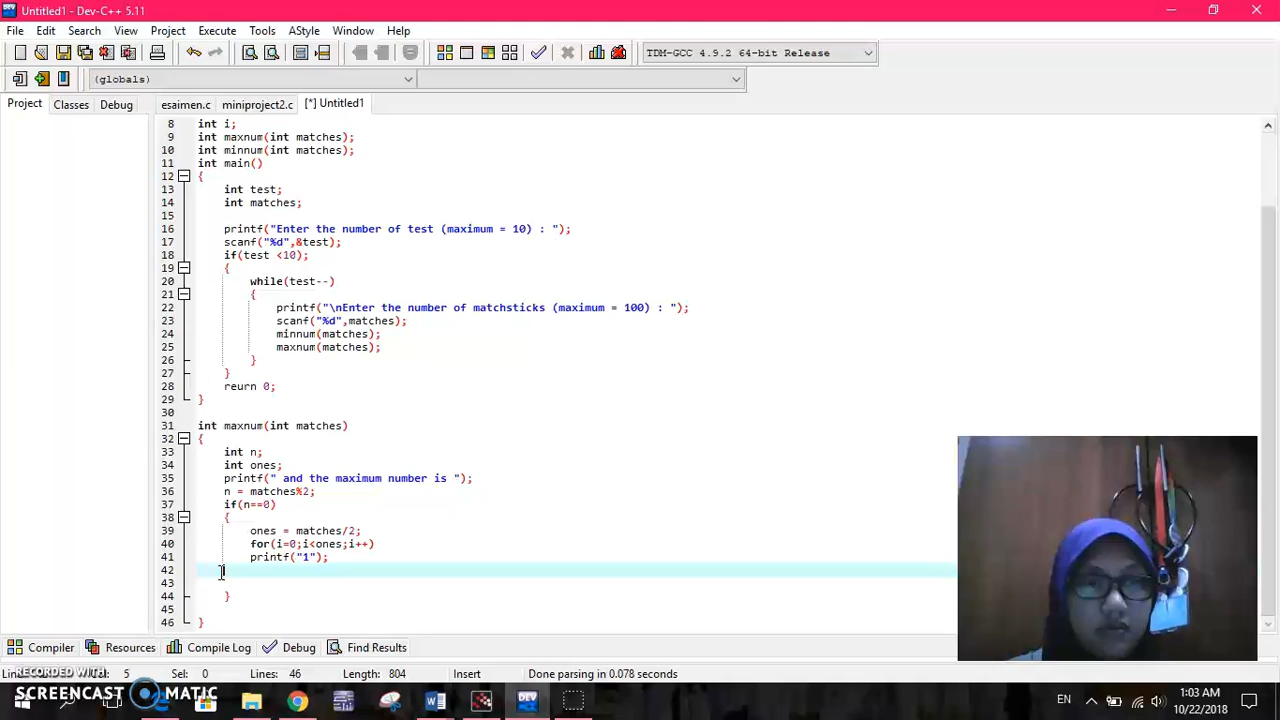 Untitled1 - Dev-C++ 5.11
File Edit Search View Project Execute Tools AStyle Window Help
TDM-GCC 4.9.2 64-bit Release
(globals)
Project Classes Debug
esaimen.c miniproject2.c [*] Untitled1
8 int i;
9 int maxnum(int matches);
10 int minnum(int matches);
11 int main()
12 {
13 int test;
14 int matches;
15
16 printf("Enter the number of test (maximum = 10) : ");
17 scanf("%d",&test);
18 if(test <10);
19 {
20 while(test--)
21 {
22 printf("\nEnter the number of matchsticks (maximum = 100) : ");
23 scanf("%d",matches);
24 minnum(matches);
25 maxnum(matches);
26 }
27 }
28 reurn 0;
29 }
30
31 int maxnum(int matches)
32 {
33 int n;
34 int ones;
35 printf(" and the maximum number is ");
36 n = matches%2;
37 if(n==0)
38 {
39 ones = matches/2;
40 for(i=0;i<ones;i++)
41 printf("1");
42
43
44 }
45
46 }
Compiler Resources Compile Log Debug Find Results
Col: 5 Sel: 0 Lines: 46 Length: 804 Insert Done parsing in 0.078 seconds
RECORDED WITH
SCREENCAST MATIC
EN 1:03 AM
10/22/2018